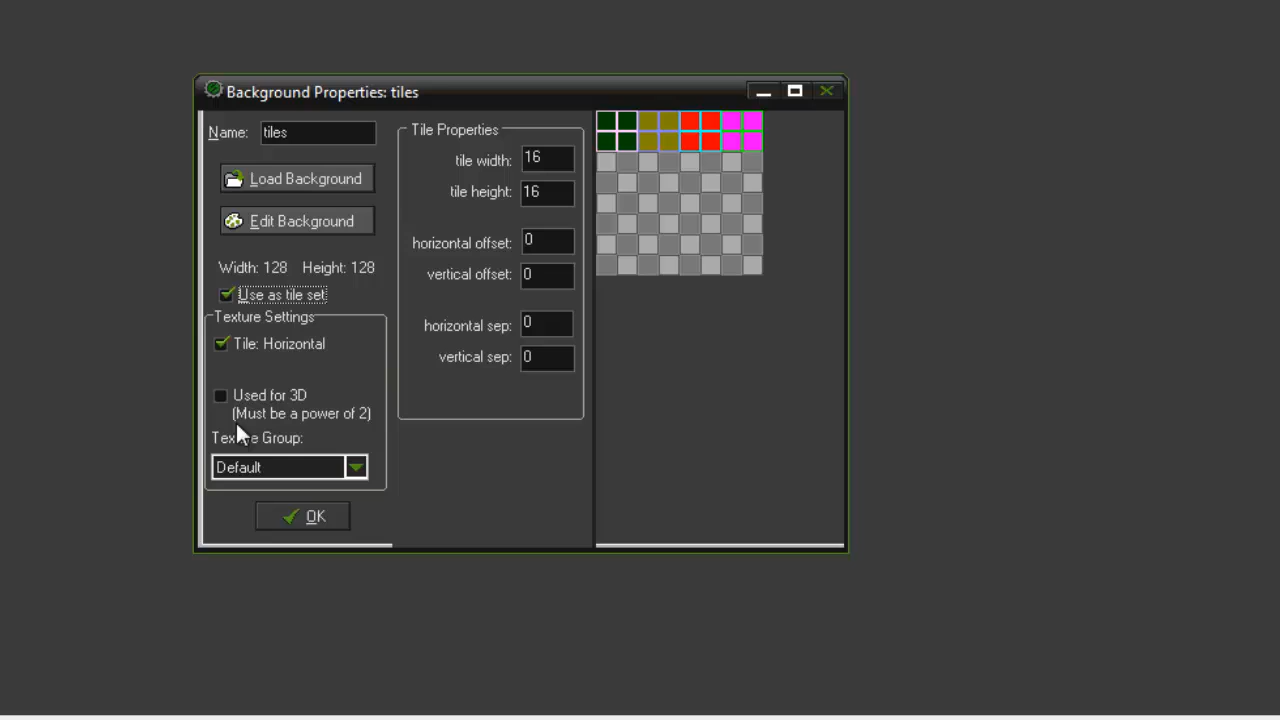 Background Properties: tiles
Name: tiles
Load Background
Edit Background
Width: 128 Height: 128
Use as tile set
Texture Settings
Tile: Horizontal
Used for 3D
(Must be a power of 2)
Texture Group:
Default
OK
Tile Properties
tile width: 16
tile height: 16
horizontal offset: 0
vertical offset: 0
horizontal sep: 0
vertical sep: 0